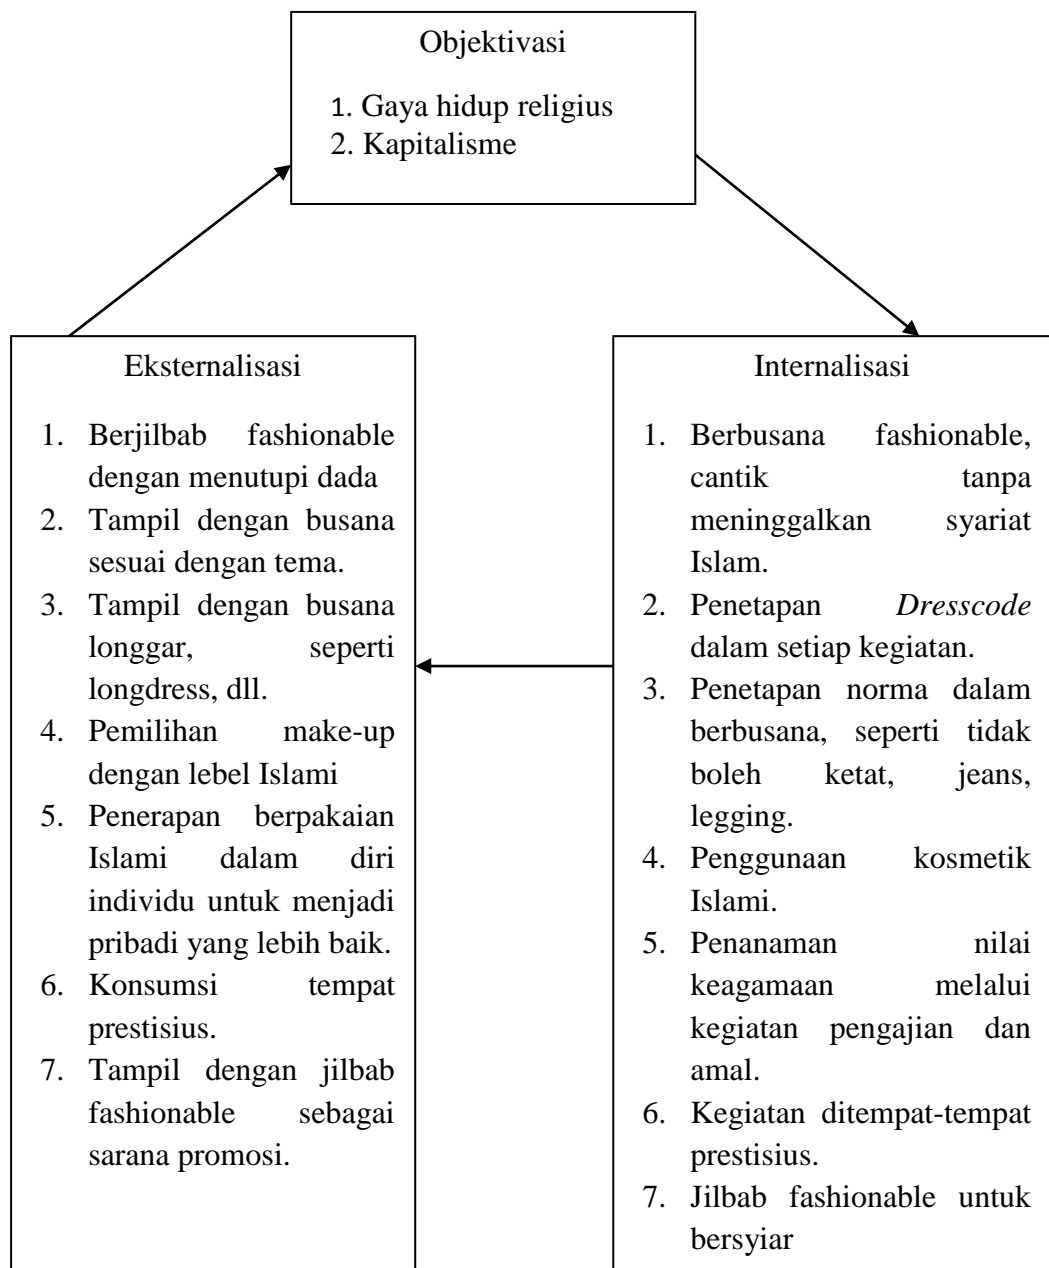 Objektivasi
1. Gaya hidup religius
2. Kapitalisme
Eksternalisasi
1. Berjilbab fashionable
dengan menutupi dada
2. Tampil dengan busana
sesuai dengan tema.
3. Tampil dengan busana
longgar, seperti
longdress, dll.
4. Pemilihan make-up
dengan lebel Islami
5. Penerapan berpakaian
Islami dalam diri
individu untuk menjadi
pribadi yang lebih baik.
6. Konsumsi tempat
prestisius.
7. Tampil dengan jilbab
fashionable sebagai
sarana promosi.
Internalisasi
1. Berbusana fashionable,
cantik tanpa
meninggalkan syariat
Islam.
2. Penetapan Dresscode
dalam setiap kegiatan.
3. Penetapan norma dalam
berbusana, seperti tidak
boleh ketat, jeans,
legging.
4. Penggunaan kosmetik
Islami.
5. Penanaman nilai
keagamaan melalui
kegiatan pengajian dan
amal.
6. Kegiatan ditempat-tempat
prestisius.
7. Jilbab fashionable untuk
bersyiar